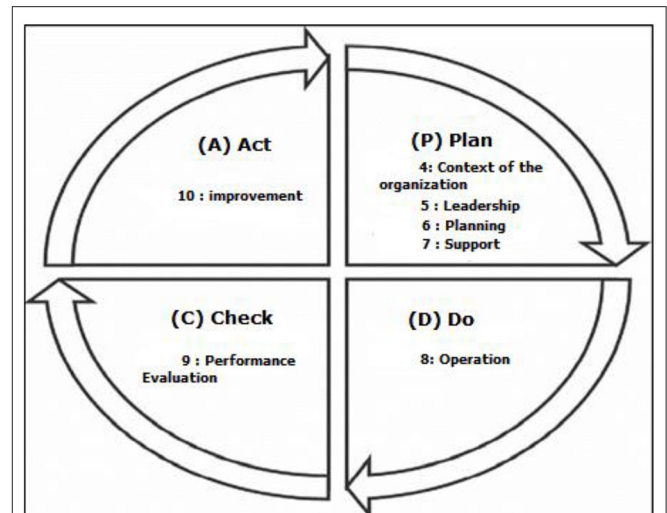 (A) Act
10 : improvement
(P) Plan
4: Context of the
organization
5 : Leadership
6 : Planning
7 : Support
(C) Check
9 : Performance
Evaluation
(D) Do
8: Operation